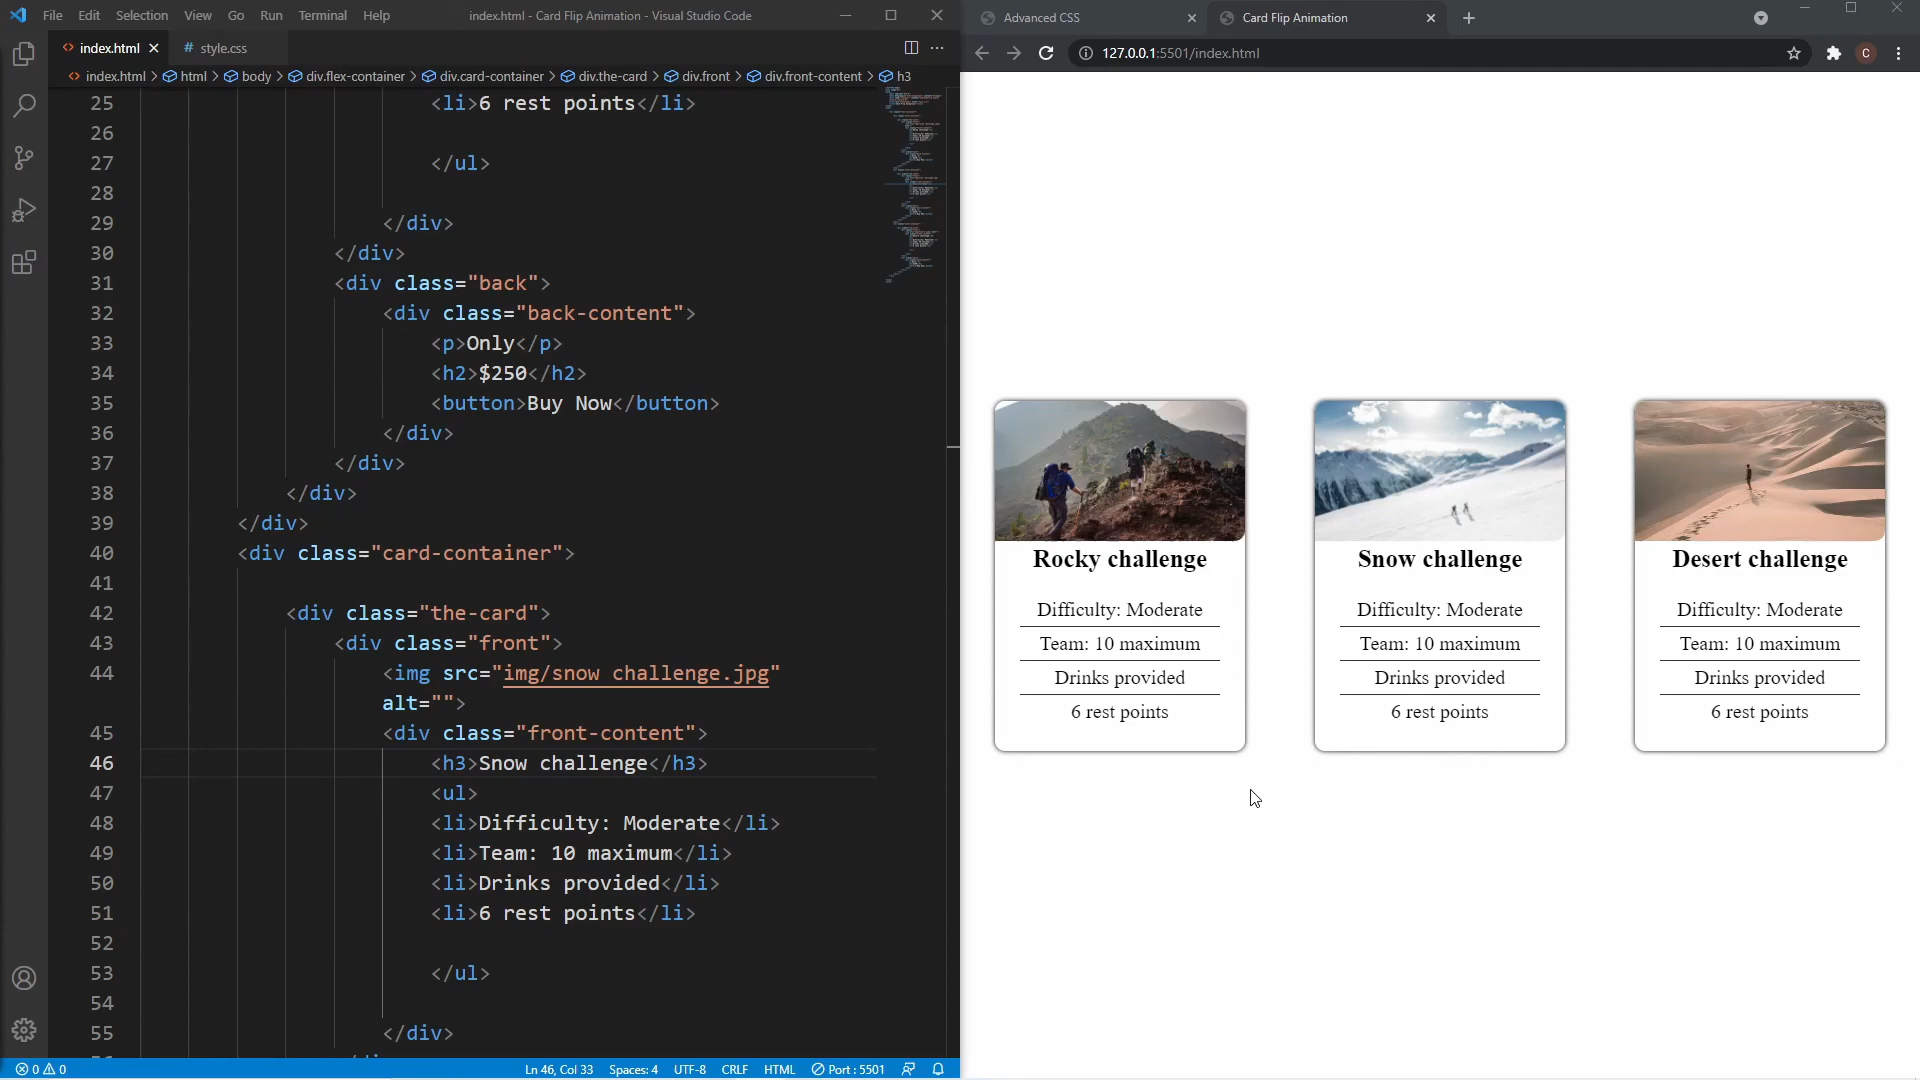 File Edit Selection View Go Run Terminal Help index.html - Card Flip Animation - Visual Studio Code
index.html # style.css
index.html > html > body > div.flex-container > div.card-container > div.the-card > div.front > div.front-content > h3
25 <li>6 rest points</li>
26
27 </ul>
28
29 </div>
30 </div>
31 <div class="back">
32 <div class="back-content">
33 <p>Only</p>
34 <h2>$250</h2>
35 <button>Buy Now</button>
36 </div>
37 </div>
38 </div>
39 </div>
40 <div class="card-container">
41
42 <div class="the-card">
43 <div class="front">
44 <img src="img/snow challenge.jpg"
alt="">
45 <div class="front-content">
46 <h3>Snow challenge</h3>
47 <ul>
48 <li>Difficulty: Moderate</li>
49 <li>Team: 10 maximum</li>
50 <li>Drinks provided</li>
51 <li>6 rest points</li>
52
53 </ul>
54
55 </div>
0 0 Ln 46, Col 33 Spaces: 4 UTF-8 CRLF HTML Port : 5501
Advanced CSS Card Flip Animation
127.0.0.1:5501/index.html C
Rocky challenge
Difficulty: Moderate
Team: 10 maximum
Drinks provided
6 rest points
Snow challenge
Difficulty: Moderate
Team: 10 maximum
Drinks provided
6 rest points
Desert challenge
Difficulty: Moderate
Team: 10 maximum
Drinks provided
6 rest points